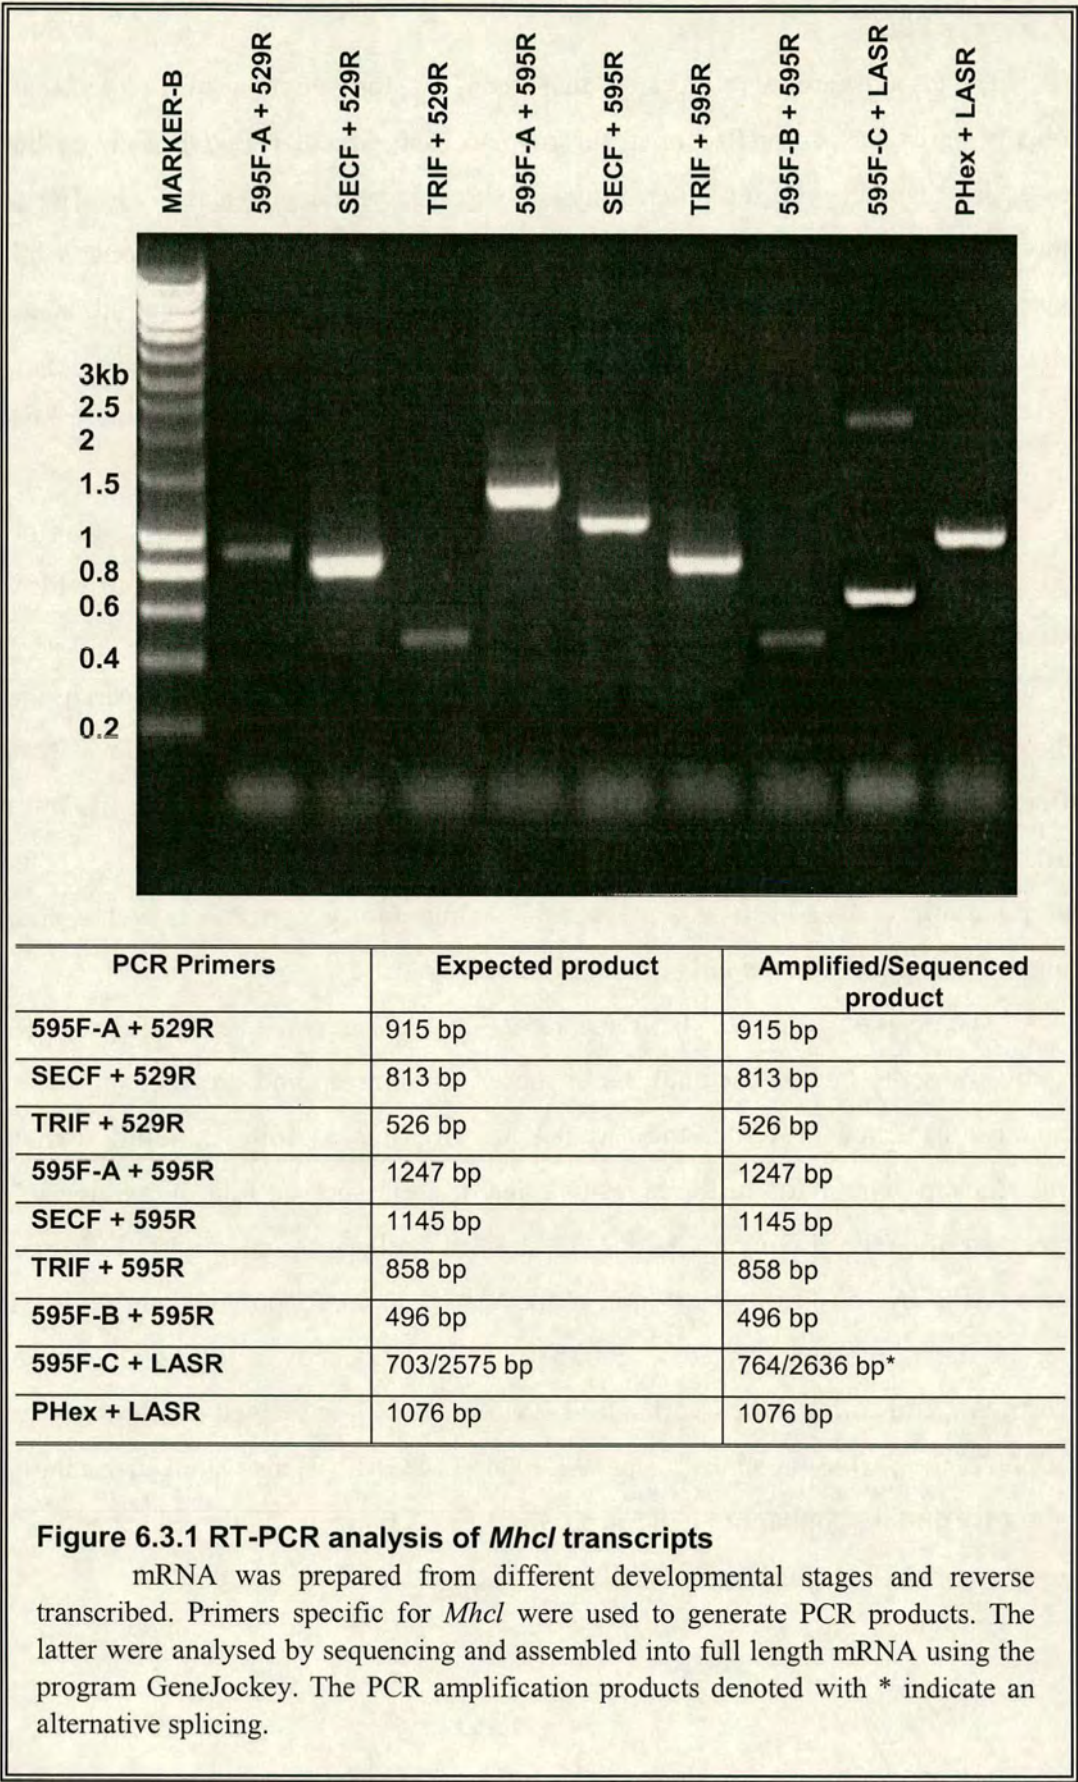 MARKER-B
595F-A + 529R
SECF + 529R
TRIF + 529R
595F-A + 595R
SECF + 595R
TRIF + 595R
595F-B + 595R
595F-C + LASR
PHex + LASR
3kb
2.5
2
1.5
1
0.8
0.6
0.4
0.2
PCR Primers Expected product Amplified/Sequenced
product
595F-A + 529R 915 bp 915 bp
SECF + 529R 813 bp 813 bp
TRIF + 529R 526 bp 526 bp
595F-A + 595R 1247 bp 1247 bp
SECF + 595R 1145 bp 1145 bp
TRIF + 595R 858 bp 858 bp
595F-B + 595R 496 bp 496 bp
595F-C + LASR 703/2575 bp 764/2636 bp*
PHex + LASR 1076 bp 1076 bp
Figure 6.3.1 RT-PCR analysis of Mhcl transcripts
mRNA was prepared from different developmental stages and reverse
transcribed. Primers specific for Mhcl were used to generate PCR products. The
latter were analysed by sequencing and assembled into full length mRNA using the
program GeneJockey. The PCR amplification products denoted with * indicate an
alternative splicing.